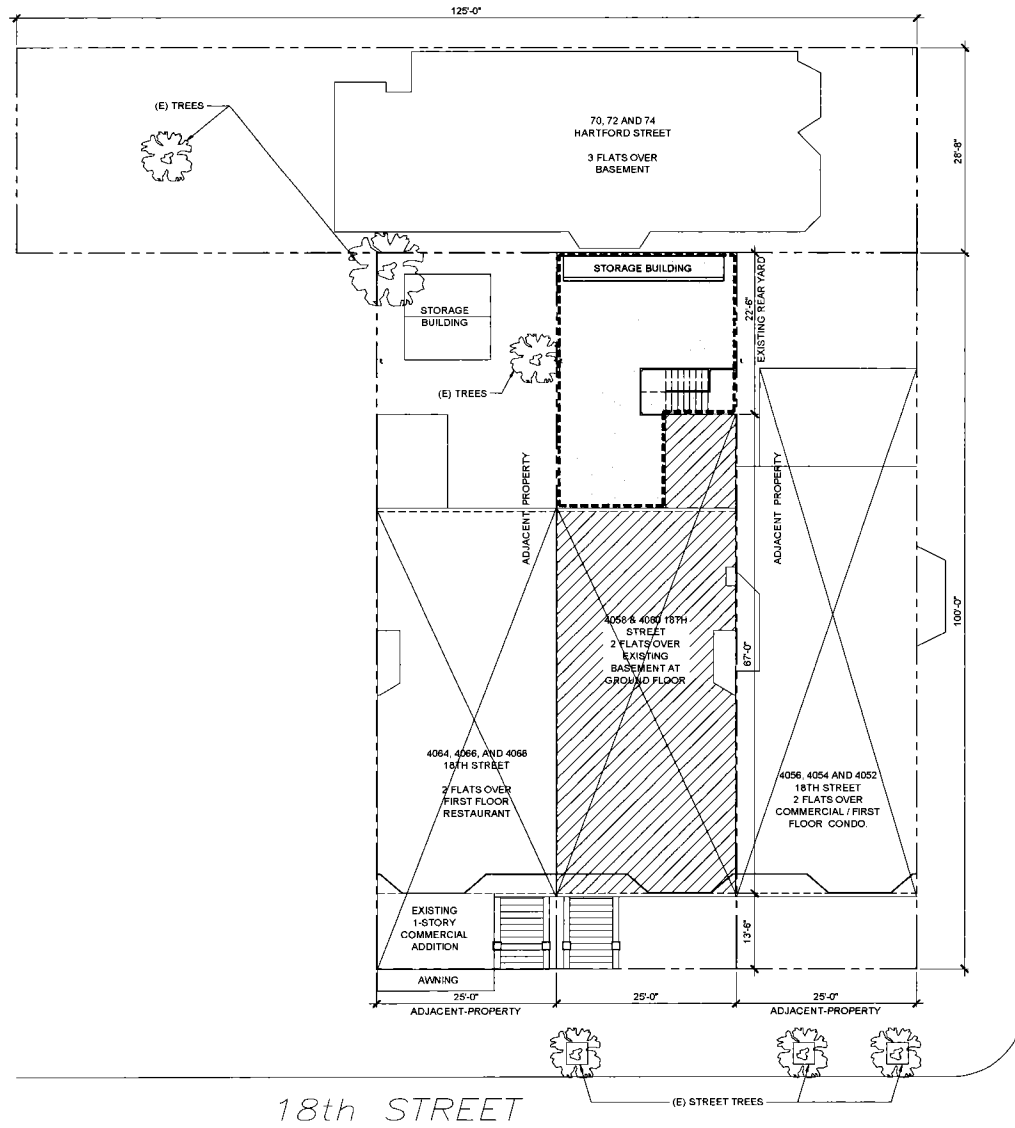 125'-0"
(E) TREES
70, 72 AND 74
HARTFORD STREET
3 FLATS OVER
BASEMENT
28'-8"
STORAGE BUILDING
STORAGE
BUILDING
22'-6"
EXISTING REAR YARD
(E) TREES
ADJACENT PROPERTY
ADJACENT PROPERTY
100'-0"
4058 & 4060 18TH
STREET
2 FLATS OVER
EXISTING
BASEMENT AT
GROUND FLOOR
67'-0"
4064, 4066, AND 4068
18TH STREET
2 FLATS OVER
FIRST FLOOR
RESTAURANT
4056, 4054 AND 4052
18TH STREET
2 FLATS OVER
COMMERCIAL / FIRST
FLOOR CONDO.
EXISTING
1-STORY
COMMERCIAL
ADDITION
13'-6"
AWNING
25'-0"
25'-0"
25'-0"
ADJACENT-PROPERTY
ADJACENT-PROPERTY
(E) STREET TREES
18th STREET